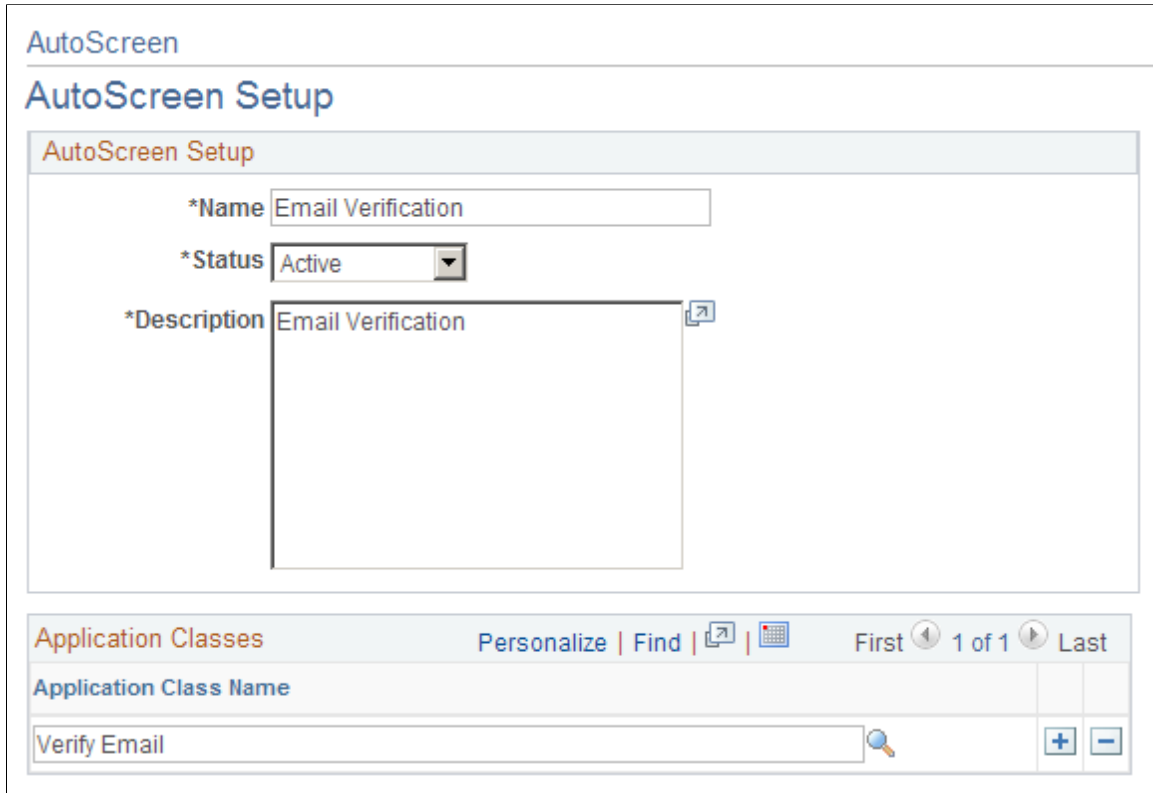 AutoScreen
AutoScreen Setup
AutoScreen Setup
*Name Email Verification
*Status Active
*Description Email Verification
Application Classes Personalize | Find | | First 1 of 1 Last
Application Class Name
Verify Email